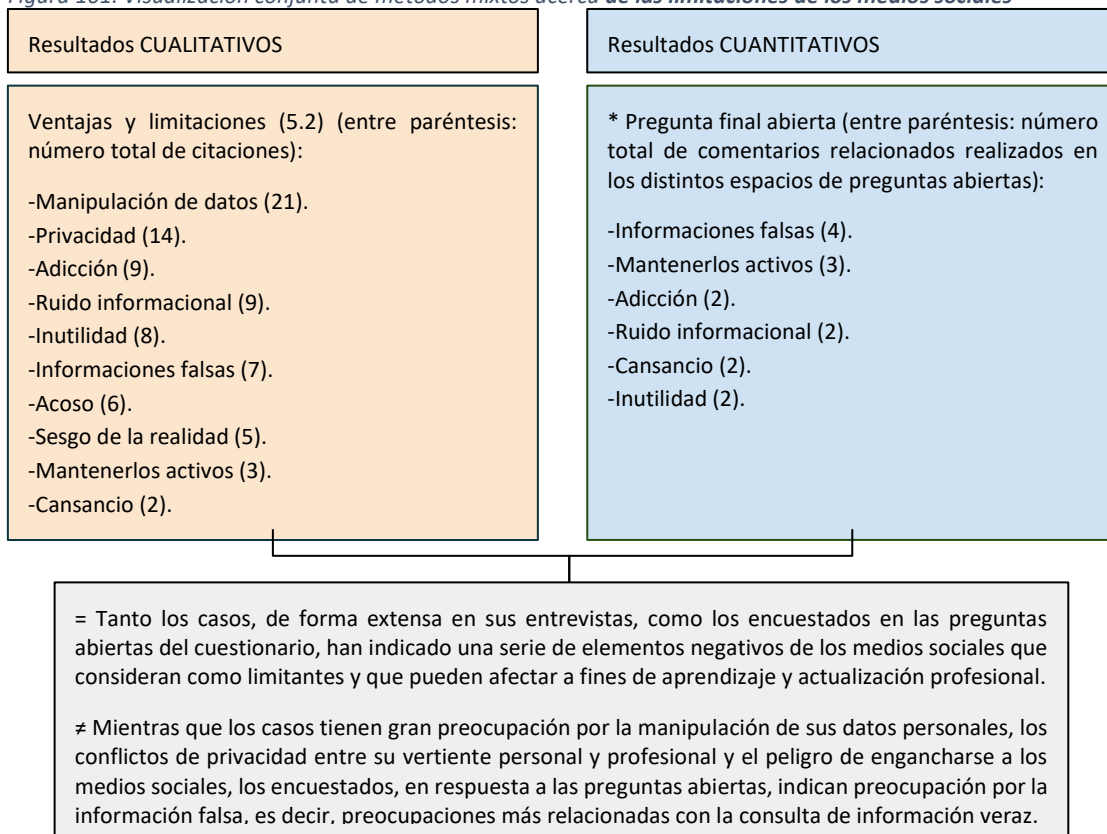 Figura 101. Visualización conjunta de métodos mixtos acerca de las limitaciones de los medios sociales
Resultados CUALITATIVOS
Ventajas y limitaciones (5.2) (entre paréntesis:
número total de citaciones):
-Manipulación de datos (21).
-Privacidad (14).
-Adicción (9).
-Ruido informacional (9).
-Inutilidad (8).
-Informaciones falsas (7).
-Acoso (6).
-Sesgo de la realidad (5).
-Mantenerlos activos (3).
-Cansancio (2).
Resultados CUANTITATIVOS
* Pregunta final abierta (entre paréntesis: número
total de comentarios relacionados realizados en
los distintos espacios de preguntas abiertas):
-Informaciones falsas (4).
-Mantenerlos activos (3).
-Adicción (2).
-Ruido informacional (2).
-Cansancio (2).
-Inutilidad (2).
= Tanto los casos, de forma extensa en sus entrevistas, como los encuestados en las preguntas
abiertas del cuestionario, han indicado una serie de elementos negativos de los medios sociales que
consideran como limitantes y que pueden afectar a fines de aprendizaje y actualización profesional.
≠ Mientras que los casos tienen gran preocupación por la manipulación de sus datos personales, los
conflictos de privacidad entre su vertiente personal y profesional y el peligro de engancharse a los
medios sociales, los encuestados, en respuesta a las preguntas abiertas, indican preocupación por la
información falsa, es decir, preocupaciones más relacionadas con la consulta de información veraz.